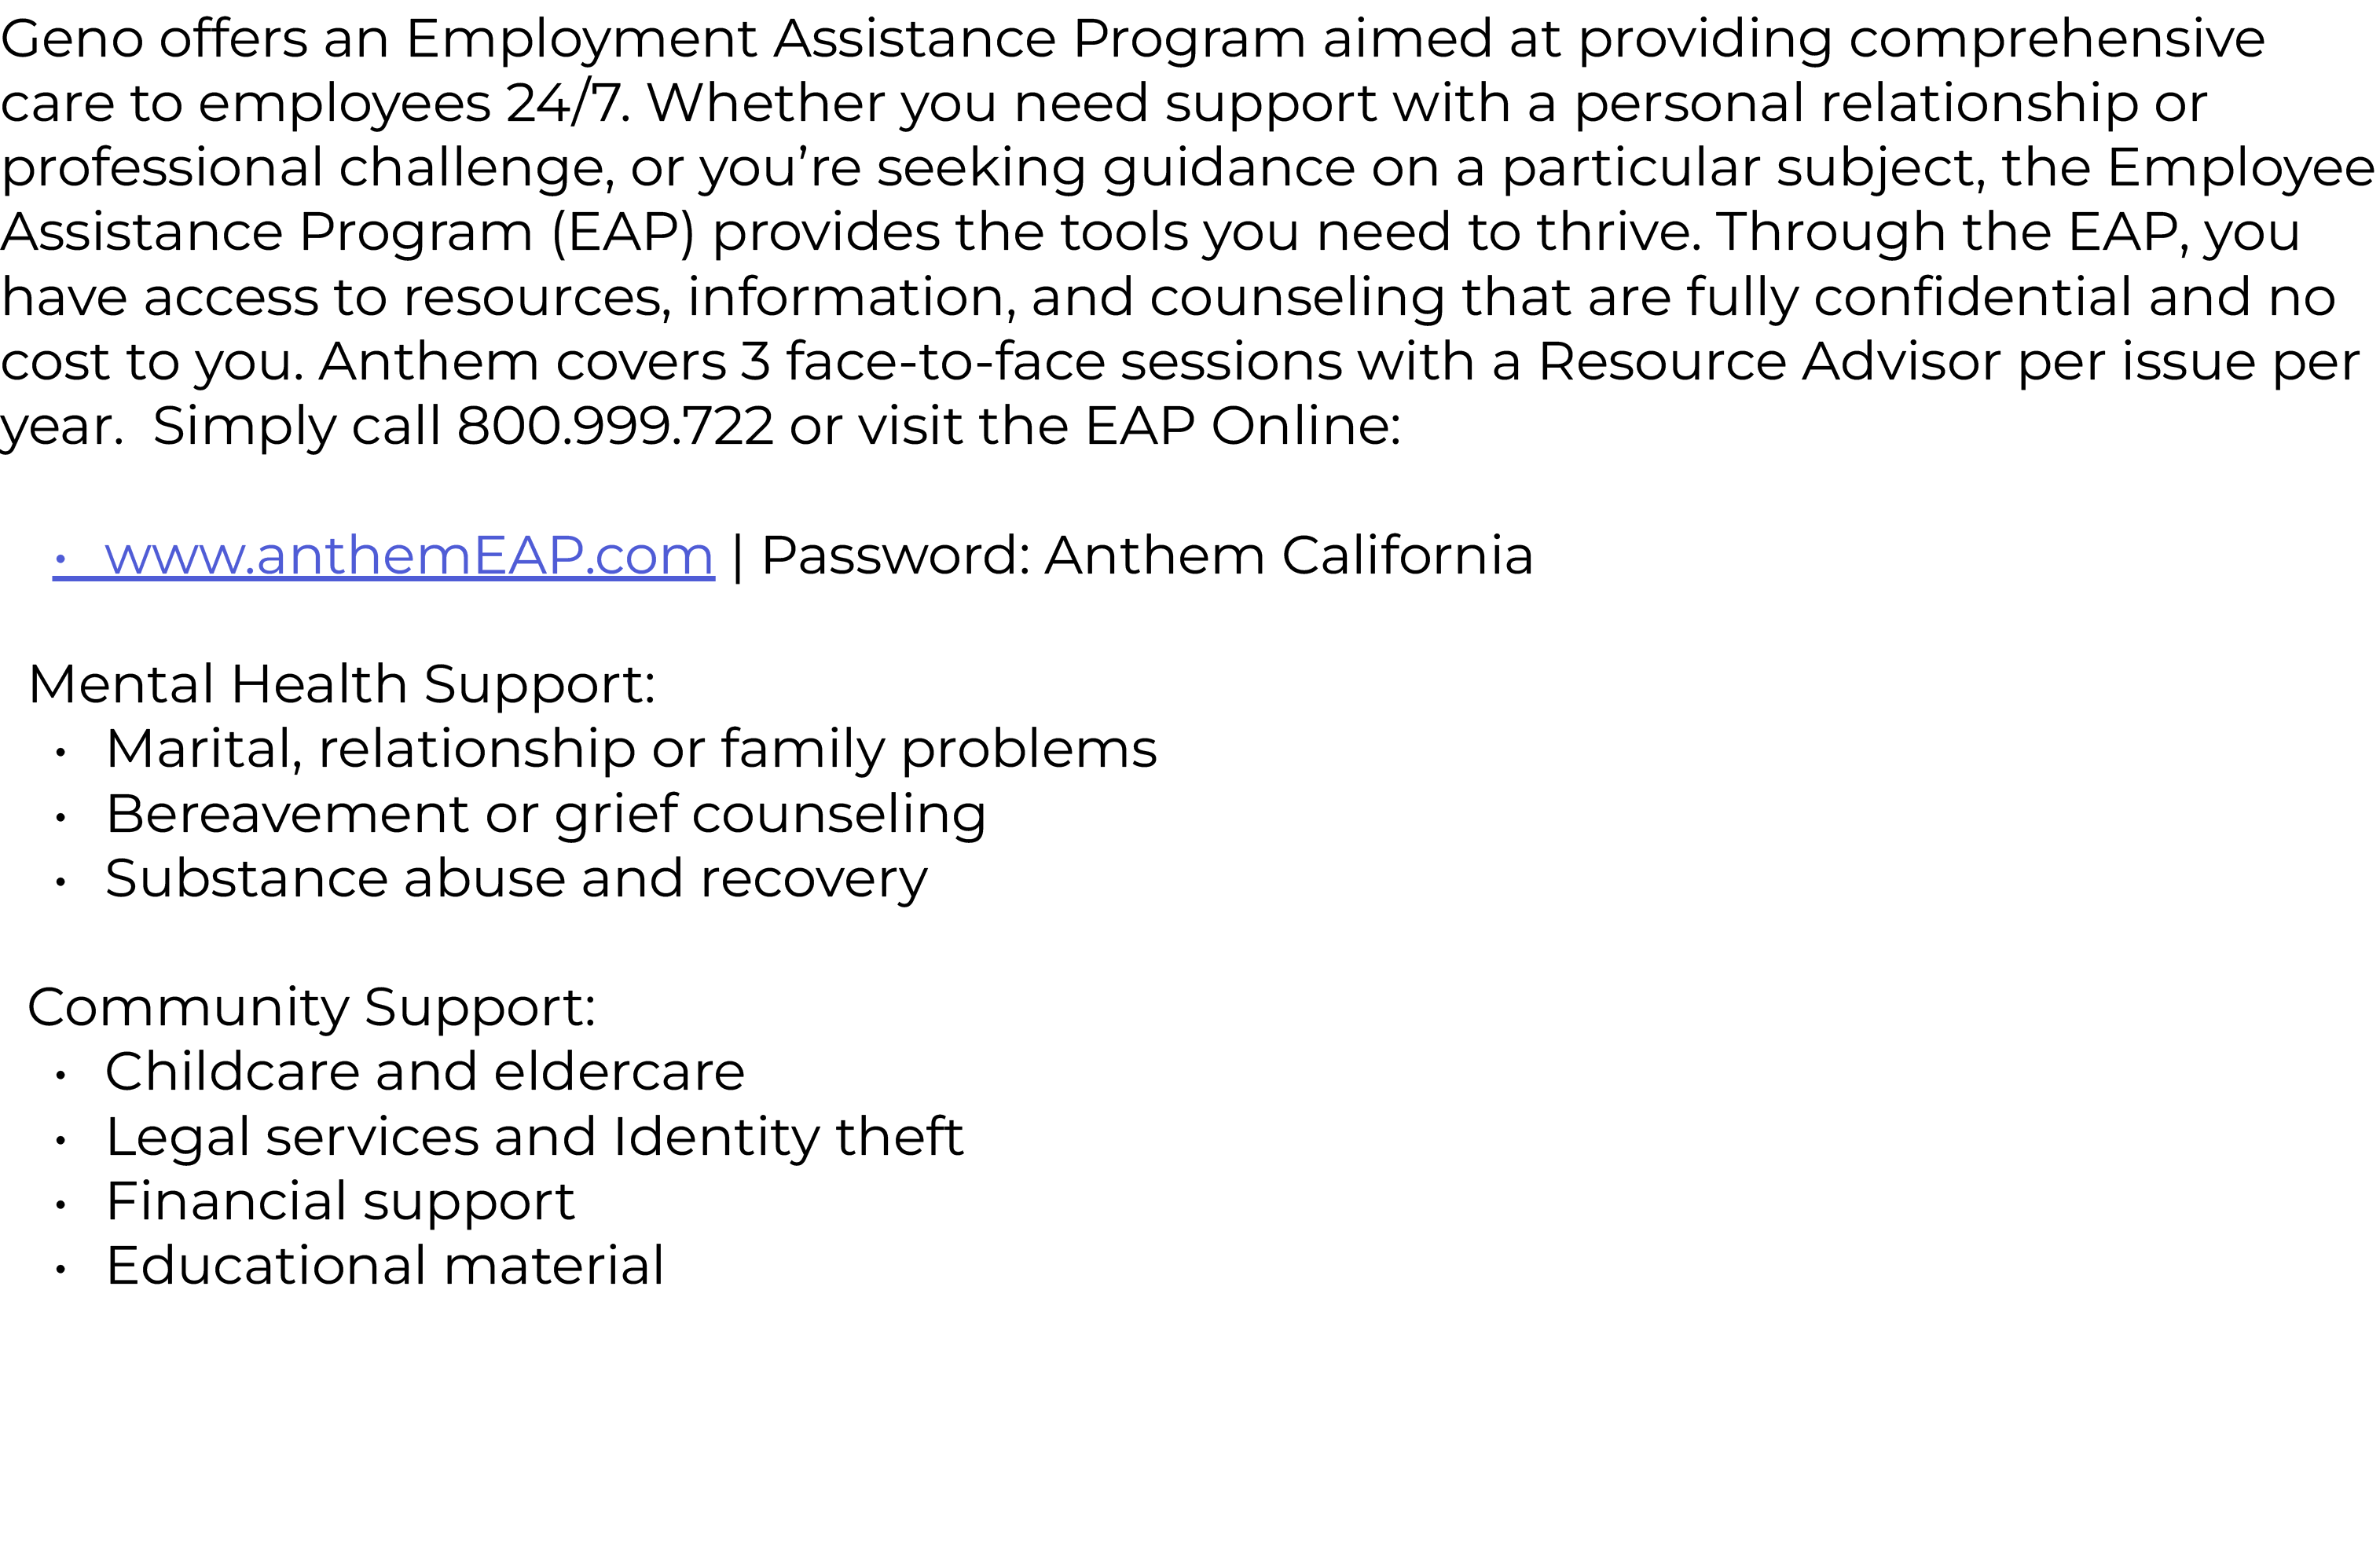 Geno offers an Employment Assistance Program aimed at providing comprehensive
care to employees 24/7. Whether you need support with a personal relationship or
professional challenge, or you’re seeking guidance on a particular subject, the Employee
Assistance Program (EAP) provides the tools you need to thrive. Through the EAP, you
have access to resources, information, and counseling that are fully confidential and no
cost to you. Anthem covers 3 face-to-face sessions with a Resource Advisor per issue per
year.  Simply call 800.999.722 or visit the EAP Online:
• www.anthemEAP.com | Password: Anthem California
Mental Health Support:
• Marital, relationship or family problems
• Bereavement or grief counseling
• Substance abuse and recovery
Community Support:
• Childcare and eldercare
• Legal services and Identity theft
• Financial support
• Educational material